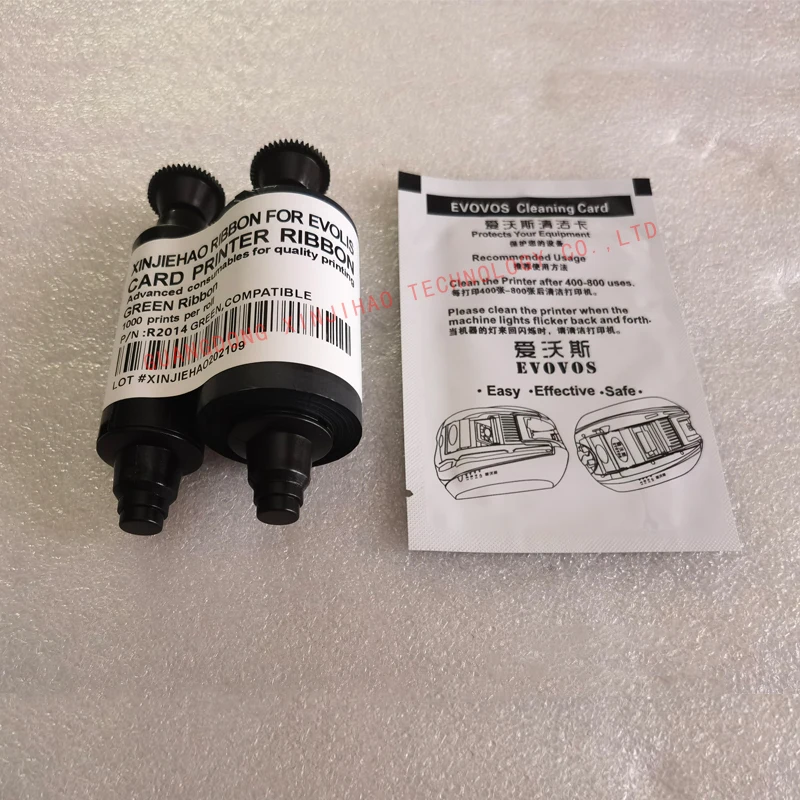 XINJIEHAO RIBBON FOR EVOLIS
CARD PRINTER RIBBON
Advanced consumables for quality printing
GREEN Ribbon
1000 prints per roll
P/N :R2014 GREEN,COMPATIBLE
LOT #XINJIEHAO202109
EVOVOS Cleaning Card
爱沃斯清洁卡
Protects Your Equipment
保护您的设备
Recommended Usage
推荐使用方法
Clean the Printer after 400-800 uses.
每打印400张-800张后清洁打印机。
Please clean the printer when the
machine lights flicker back and forth.
当机器的灯来回闪烁时，请清洁打印机。
爱沃斯
EVOVOS
· Easy ·Effective ·Safe·
GUANGDONG XINJIHAO TECHNOLOGY CO.,LTD